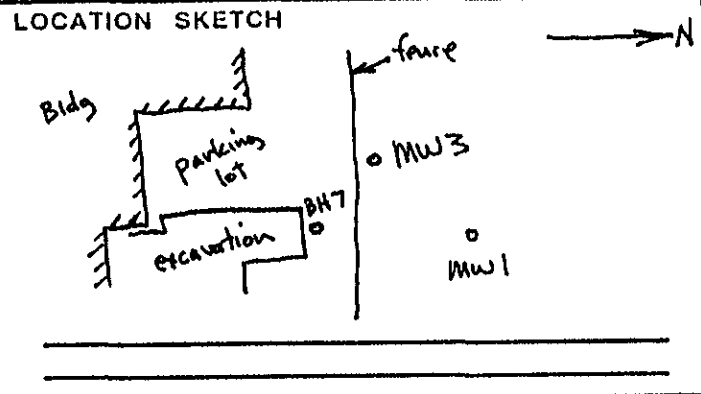 LOCATION SKETCH
N
fence
Bldg
parking
lot
MW3
BH7
excavation
MW1